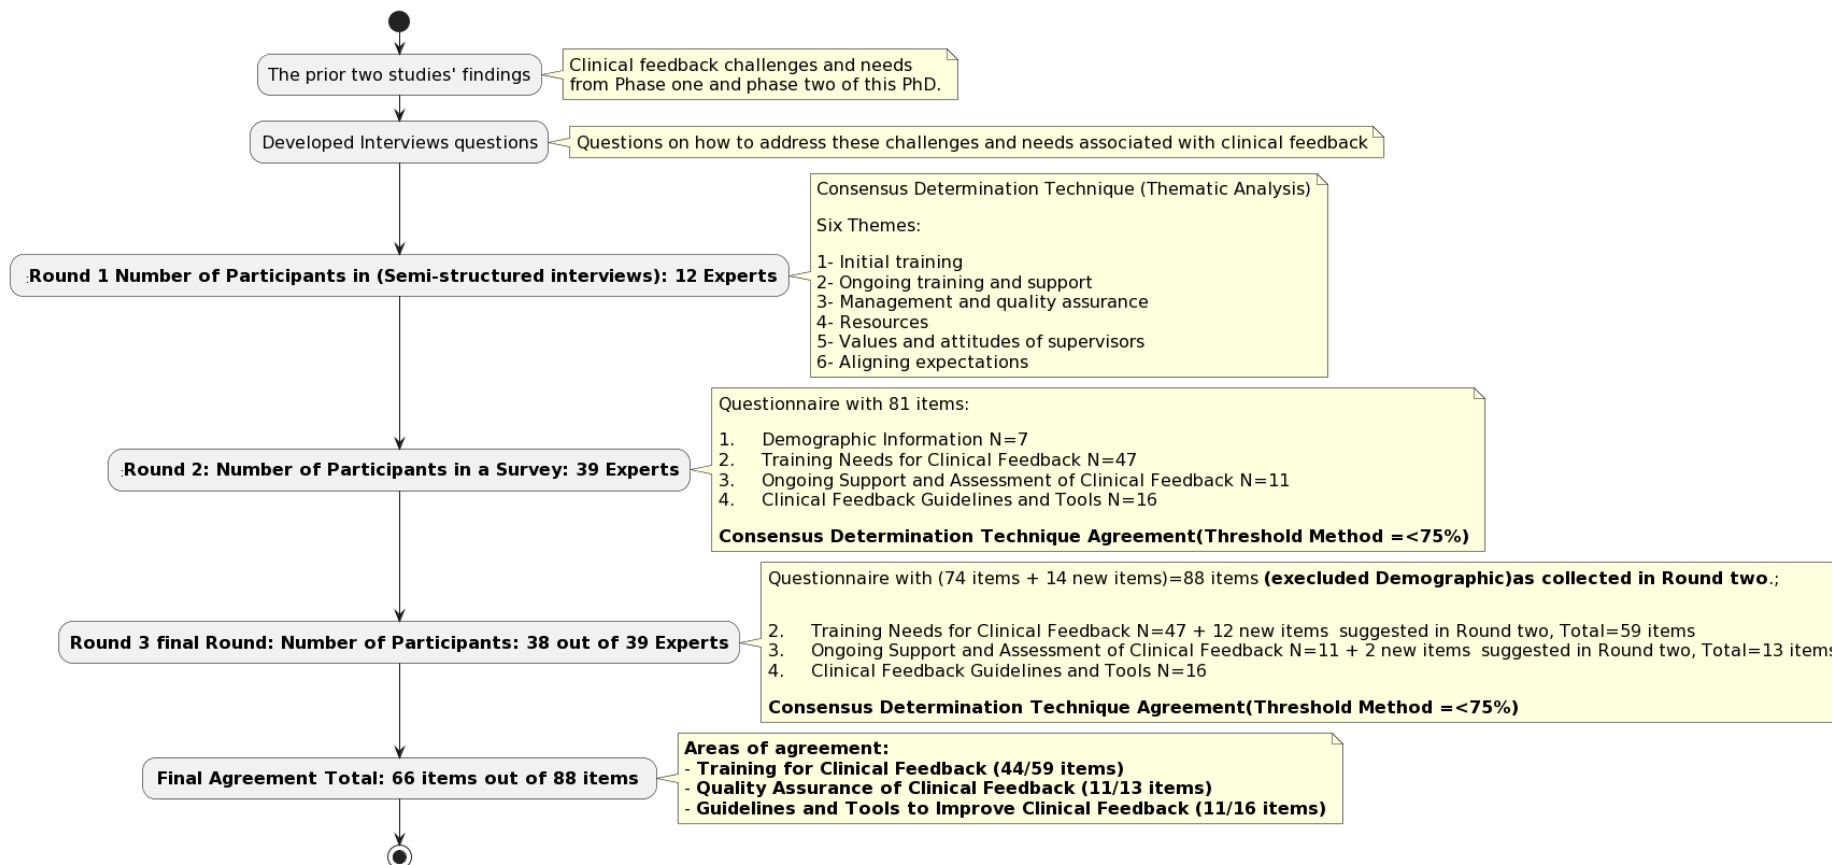 The prior two studies' findings
Clinical feedback challenges and needs
from Phase one and phase two of this PhD.
Developed Interviews questions
Questions on how to address these challenges and needs associated with clinical feedback
Consensus Determination Technique (Thematic Analysis)
Six Themes:
1- Initial training
2- Ongoing training and support
3- Management and quality assurance
4- Resources
5- Values and attitudes of supervisors
6- Aligning expectations
:Round 1 Number of Participants in (Semi-structured interviews): 12 Experts
Questionnaire with 81 items:
1. Demographic Information N=7
2. Training Needs for Clinical Feedback N=47
3. Ongoing Support and Assessment of Clinical Feedback N=11
4. Clinical Feedback Guidelines and Tools N=16
Consensus Determination Technique Agreement(Threshold Method =<75%)
:Round 2: Number of Participants in a Survey: 39 Experts
Questionnaire with (74 items + 14 new items)=88 items (execluded Demographic)as collected in Round two.;
2. Training Needs for Clinical Feedback N=47 + 12 new items suggested in Round two, Total=59 items
3. Ongoing Support and Assessment of Clinical Feedback N=11 + 2 new items suggested in Round two, Total=13 items
4. Clinical Feedback Guidelines and Tools N=16
Consensus Determination Technique Agreement(Threshold Method =<75%)
Round 3 final Round: Number of Participants: 38 out of 39 Experts
Final Agreement Total: 66 items out of 88 items
Areas of agreement:
- Training for Clinical Feedback (44/59 items)
- Quality Assurance of Clinical Feedback (11/13 items)
- Guidelines and Tools to Improve Clinical Feedback (11/16 items)